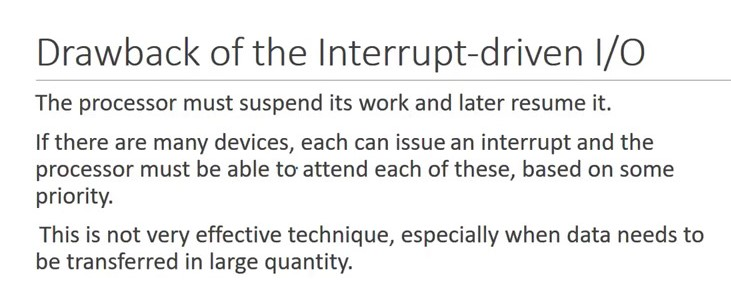 Drawback of the Interrupt-driven I/O
The processor must suspend its work and later resume it.
If there are many devices, each can issue an interrupt and the
processor must be able to attend each of these, based on some
priority.
This is not very effective technique, especially when data needs to
be transferred in large quantity.